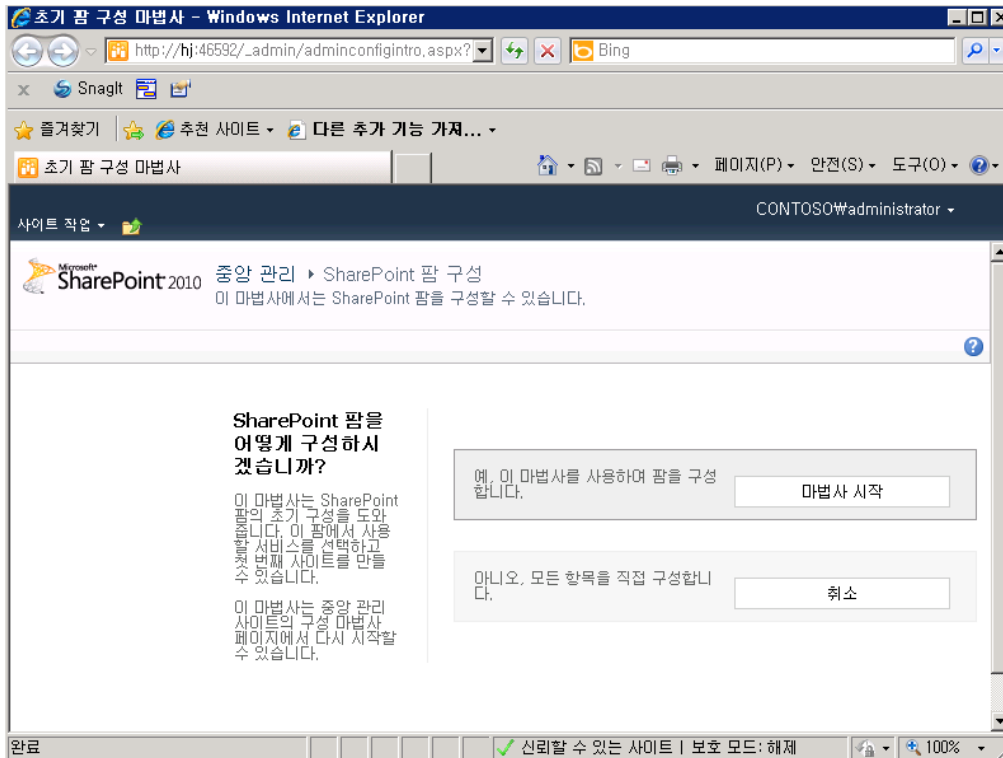 초기 팜 구성 마법사 - Windows Internet Explorer
http://hj:46592/_admin/adminconfigintro.aspx?
Bing
x SnagIt
즐겨찾기 추천 사이트 다른 추가 기능 가져...
초기 팜 구성 마법사
페이지(P) 안전(S) 도구(O)
CONTOSO₩administrator
사이트 작업
Microsoft
SharePoint 2010
중앙 관리 ▸ SharePoint 팜 구성
이 마법사에서는 SharePoint 팜을 구성할 수 있습니다.
SharePoint 팜을
어떻게 구성하시
겠습니까?
이 마법사는 SharePoint
팜의 초기 구성을 도와
줍니다. 이 팜에서 사용
할 서비스를 선택하고
첫 번째 사이트를 만들
수 있습니다.
이 마법사는 중앙 관리
사이트의 구성 마법사
페이지에서 다시 시작할
수 있습니다.
예, 이 마법사를 사용하여 팜을 구성
합니다.
마법사 시작
아니오, 모든 항목을 직접 구성합니
다.
취소
완료
신뢰할 수 있는 사이트 | 보호 모드: 해제
100%